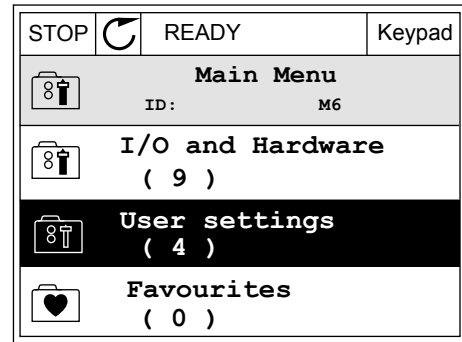 STOP READY Keypad
Main Menu
ID: M6
I/O and Hardware
( 9 )
User settings
( 4 )
Favourites
( 0 )